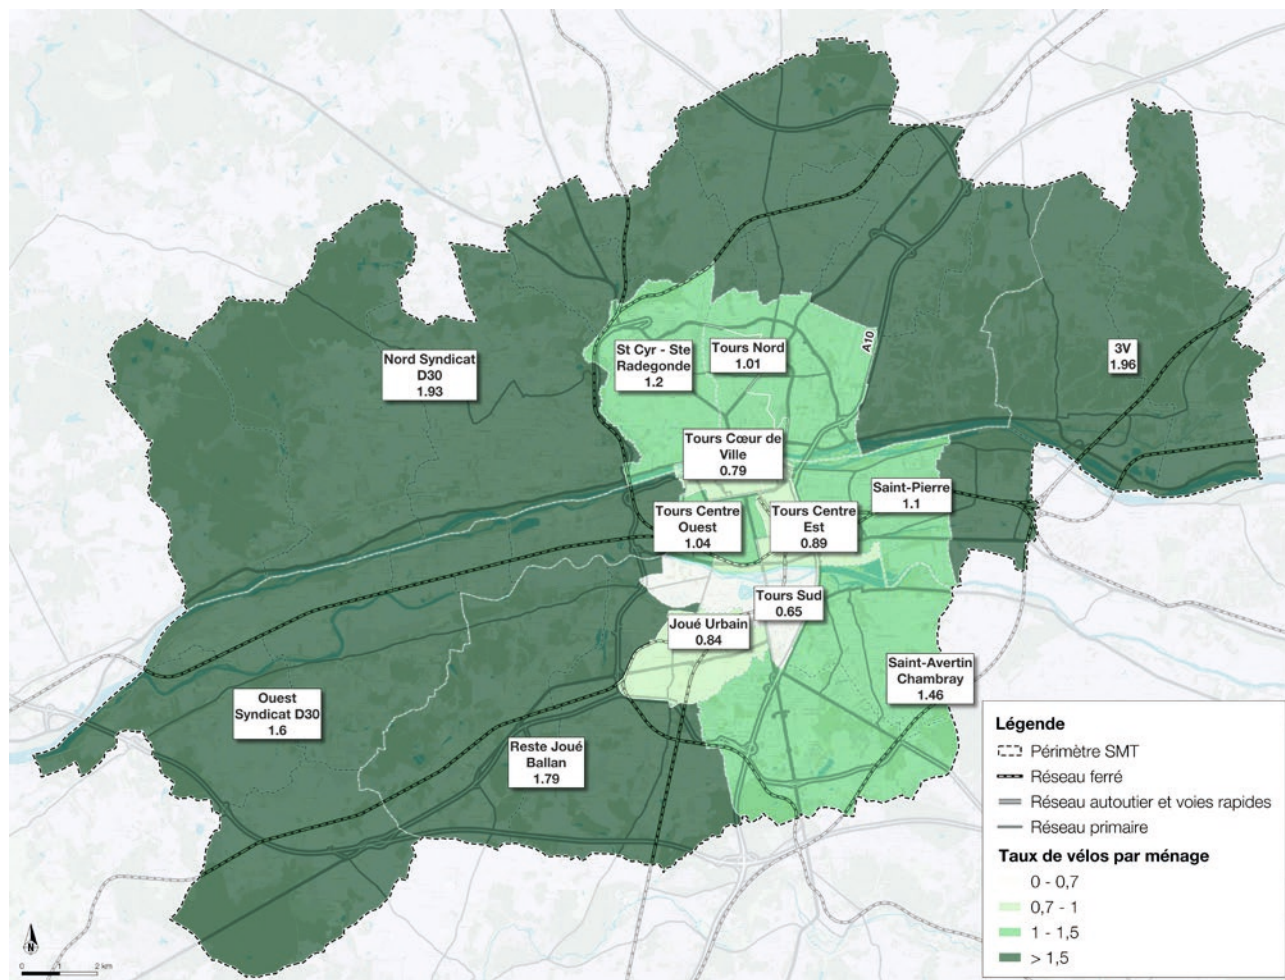 A10
Nord Syndicat
D30
1.93
St Cyr - Ste
Radegonde
1.2
Tours Nord
1.01
3V
1.96
Tours Cœur de
Ville
0.79
Saint-Pierre
1.1
Tours Centre
Ouest
1.04
Tours Centre
Est
0.89
Tours Sud
0.65
Joué Urbain
0.84
Saint-Avertin
Chambray
1.46
Ouest
Syndicat D30
1.6
Reste Joué
Ballan
1.79
Légende
Périmètre SMT
Réseau ferré
Réseau autoutier et voies rapides
Réseau primaire
Taux de vélos par ménage
0 - 0,7
0,7 - 1
1 - 1,5
> 1,5
N
0 1 2 km